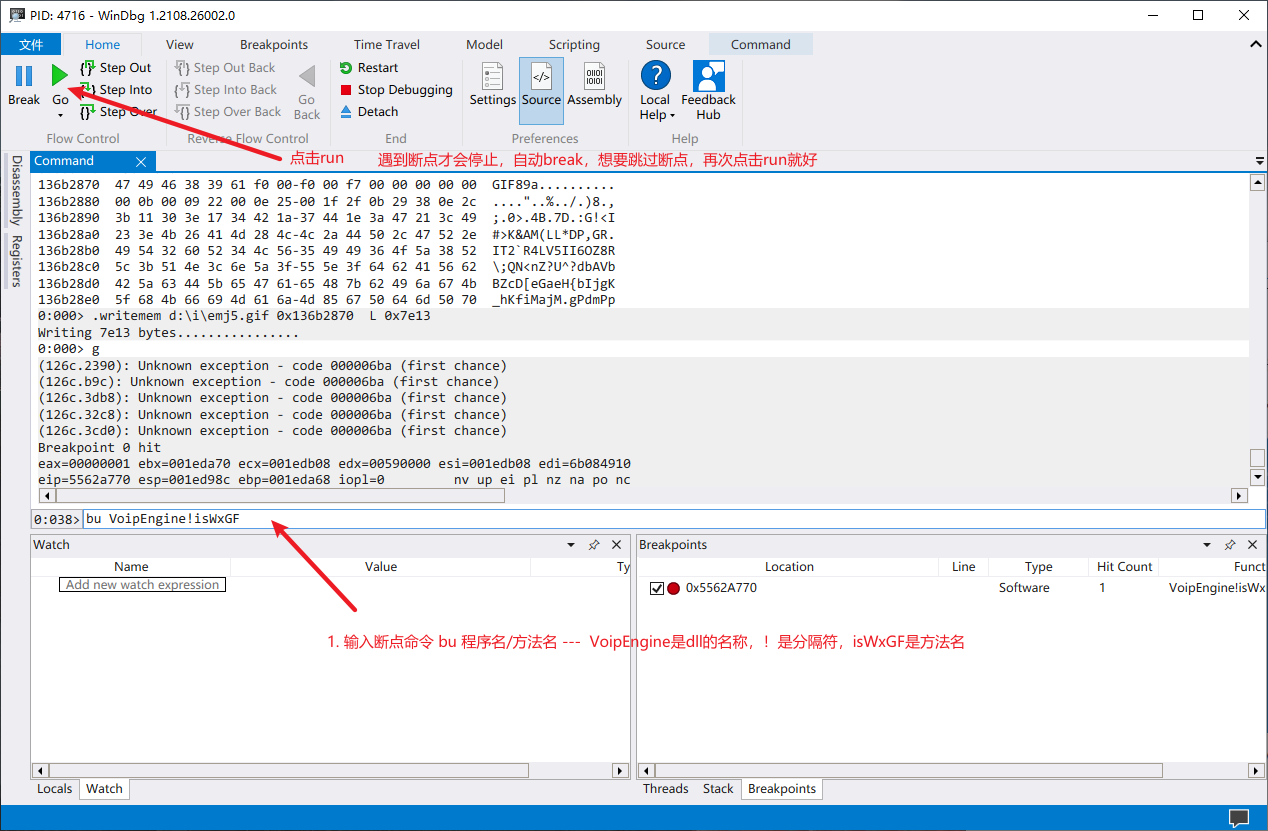 PID: 4716 - WinDbg 1.2108.26002.0
文件 Home View Breakpoints Time Travel Model Scripting Source Command
Break
Go
Step Out
Step Into
Step Over
Flow Control
Step Out Back
Step Into Back
Step Over Back
Go Back
Reverse Flow Control
Restart
Stop Debugging
Detach
End
Settings Source Assembly
Preferences
Local Help
Feedback Hub
Help
点击run 遇到断点才会停止，自动break，想要跳过断点，再次点击run就好
Disassembly
Registers
Command
136b2870 47 49 46 38 39 61 f0 00-f0 00 f7 00 00 00 00 00 GIF89a..........
136b2880 00 0b 00 09 22 00 0e 25-00 1f 2f 0b 29 38 0e 2c ...."..%../.)8.,
136b2890 3b 11 30 3e 17 34 42 1a-37 44 1e 3a 47 21 3c 49 ;.0>.4B.7D.:G!<I
136b28a0 23 3e 4b 26 41 4d 28 4c-4c 2a 44 50 2c 47 52 2e #>K&AM(LL*DP,GR.
136b28b0 49 54 32 60 52 34 4c 56-35 49 49 36 4f 5a 38 52 IT2`R4LV5II6OZ8R
136b28c0 5c 3b 51 4e 3c 6e 5a 3f-55 5e 3f 64 62 41 56 62 \;QN<nZ?U^?dbAVb
136b28d0 42 5a 63 44 5b 65 47 61-65 48 7b 62 49 6a 67 4b BZcD[eGaeH{bIjgK
136b28e0 5f 68 4b 66 69 4d 61 6a-4d 85 67 50 64 6d 50 70 _hKfiMajM.gPdmPp
0:000> .writemem d:\i\emj5.gif 0x136b2870 L 0x7e13
Writing 7e13 bytes................
0:000> g
(126c.2390): Unknown exception - code 000006ba (first chance)
(126c.b9c): Unknown exception - code 000006ba (first chance)
(126c.3db8): Unknown exception - code 000006ba (first chance)
(126c.32c8): Unknown exception - code 000006ba (first chance)
(126c.3cd0): Unknown exception - code 000006ba (first chance)
Breakpoint 0 hit
eax=00000001 ebx=001eda70 ecx=001edb08 edx=00590000 esi=001edb08 edi=6b084910
eip=5562a770 esp=001ed98c ebp=001eda68 iopl=0 nv up ei pl nz na po nc
0:038> bu VoipEngine!isWxGF
Watch
Name Value Ty
Add new watch expression
Breakpoints
Location Line Type Hit Count Funct
0x5562A770 Software 1 VoipEngine!isWx
1. 输入断点命令 bu 程序名/方法名 --- VoipEngine是dll的名称，！是分隔符，isWxGF是方法名
Locals Watch
Threads Stack Breakpoints